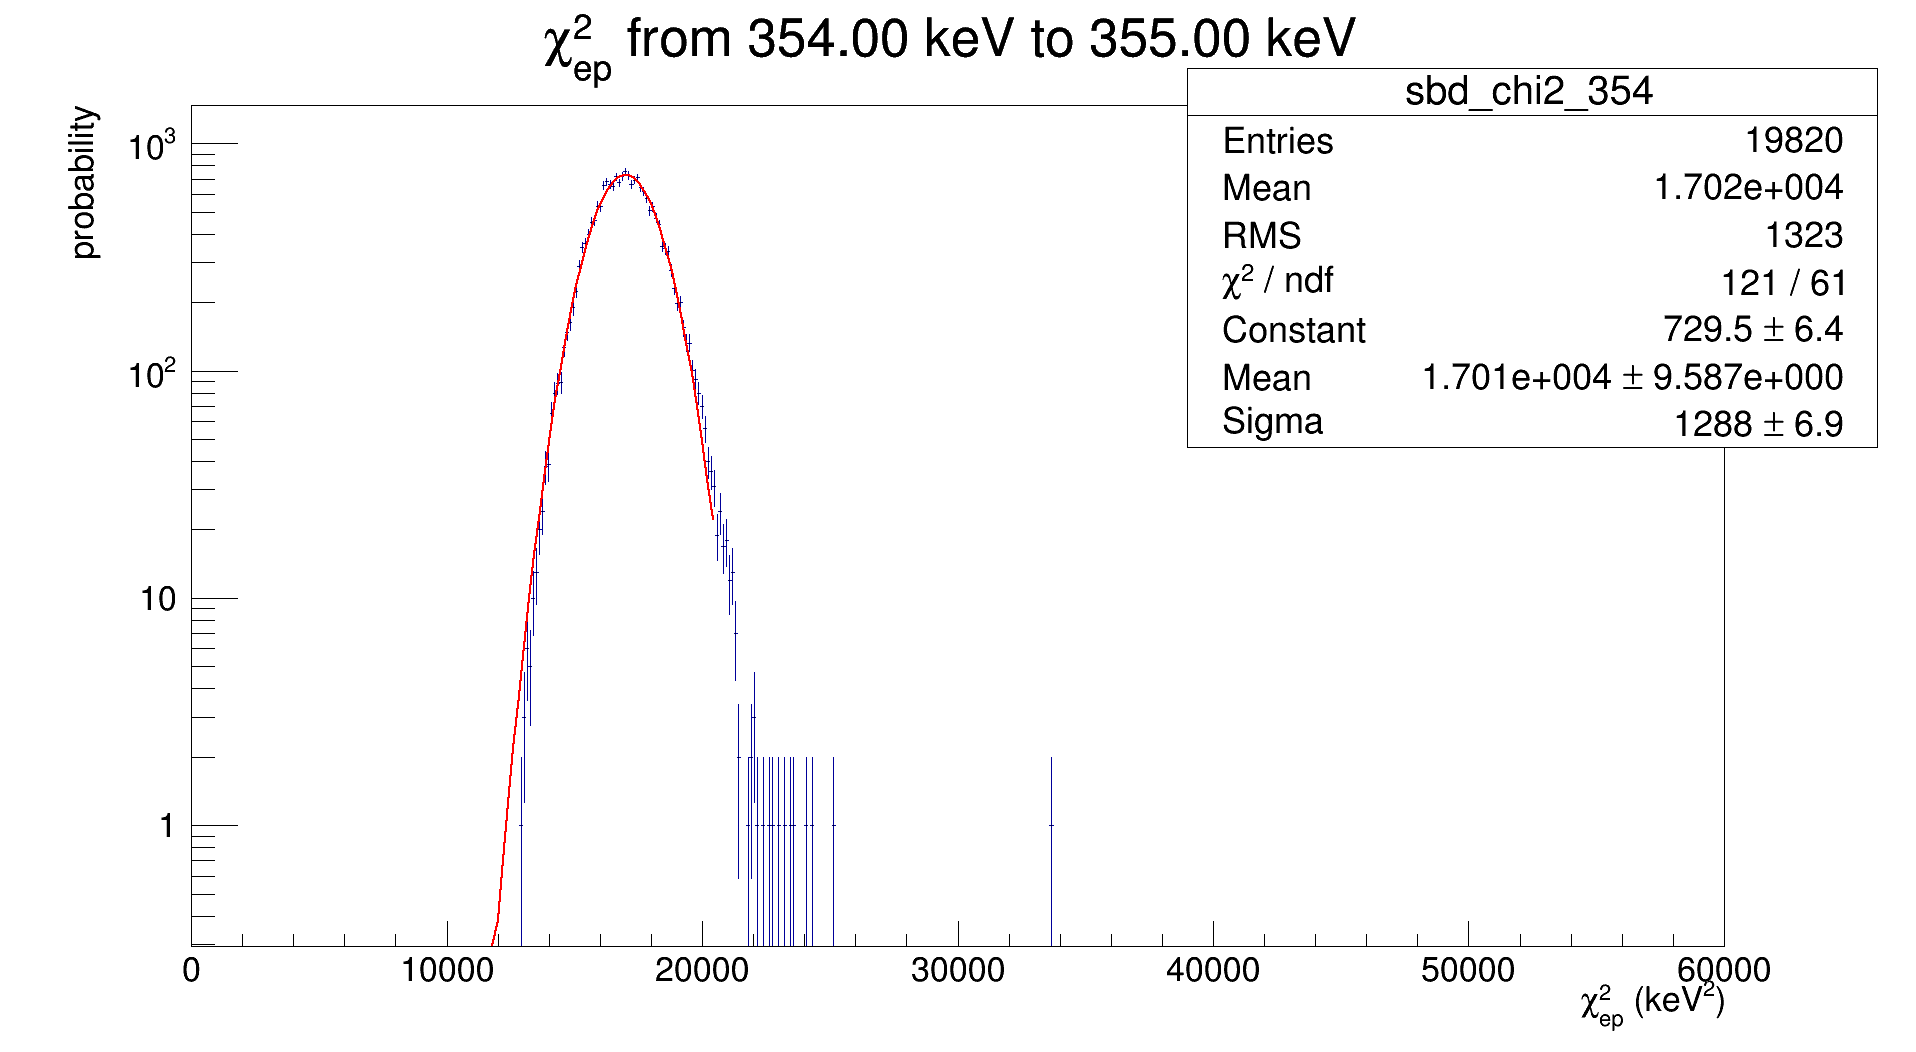 χ²ep from 354.00 keV to 355.00 keV
sbd_chi2_354
Entries 19820
Mean 1.702e+004
RMS 1323
χ² / ndf 121 / 61
Constant 729.5 ± 6.4
Mean 1.701e+004 ± 9.587e+000
Sigma 1288 ± 6.9
probability
10³
10²
10
1
0 10000 20000 30000 40000 50000 60000
χ²ep (keV²)